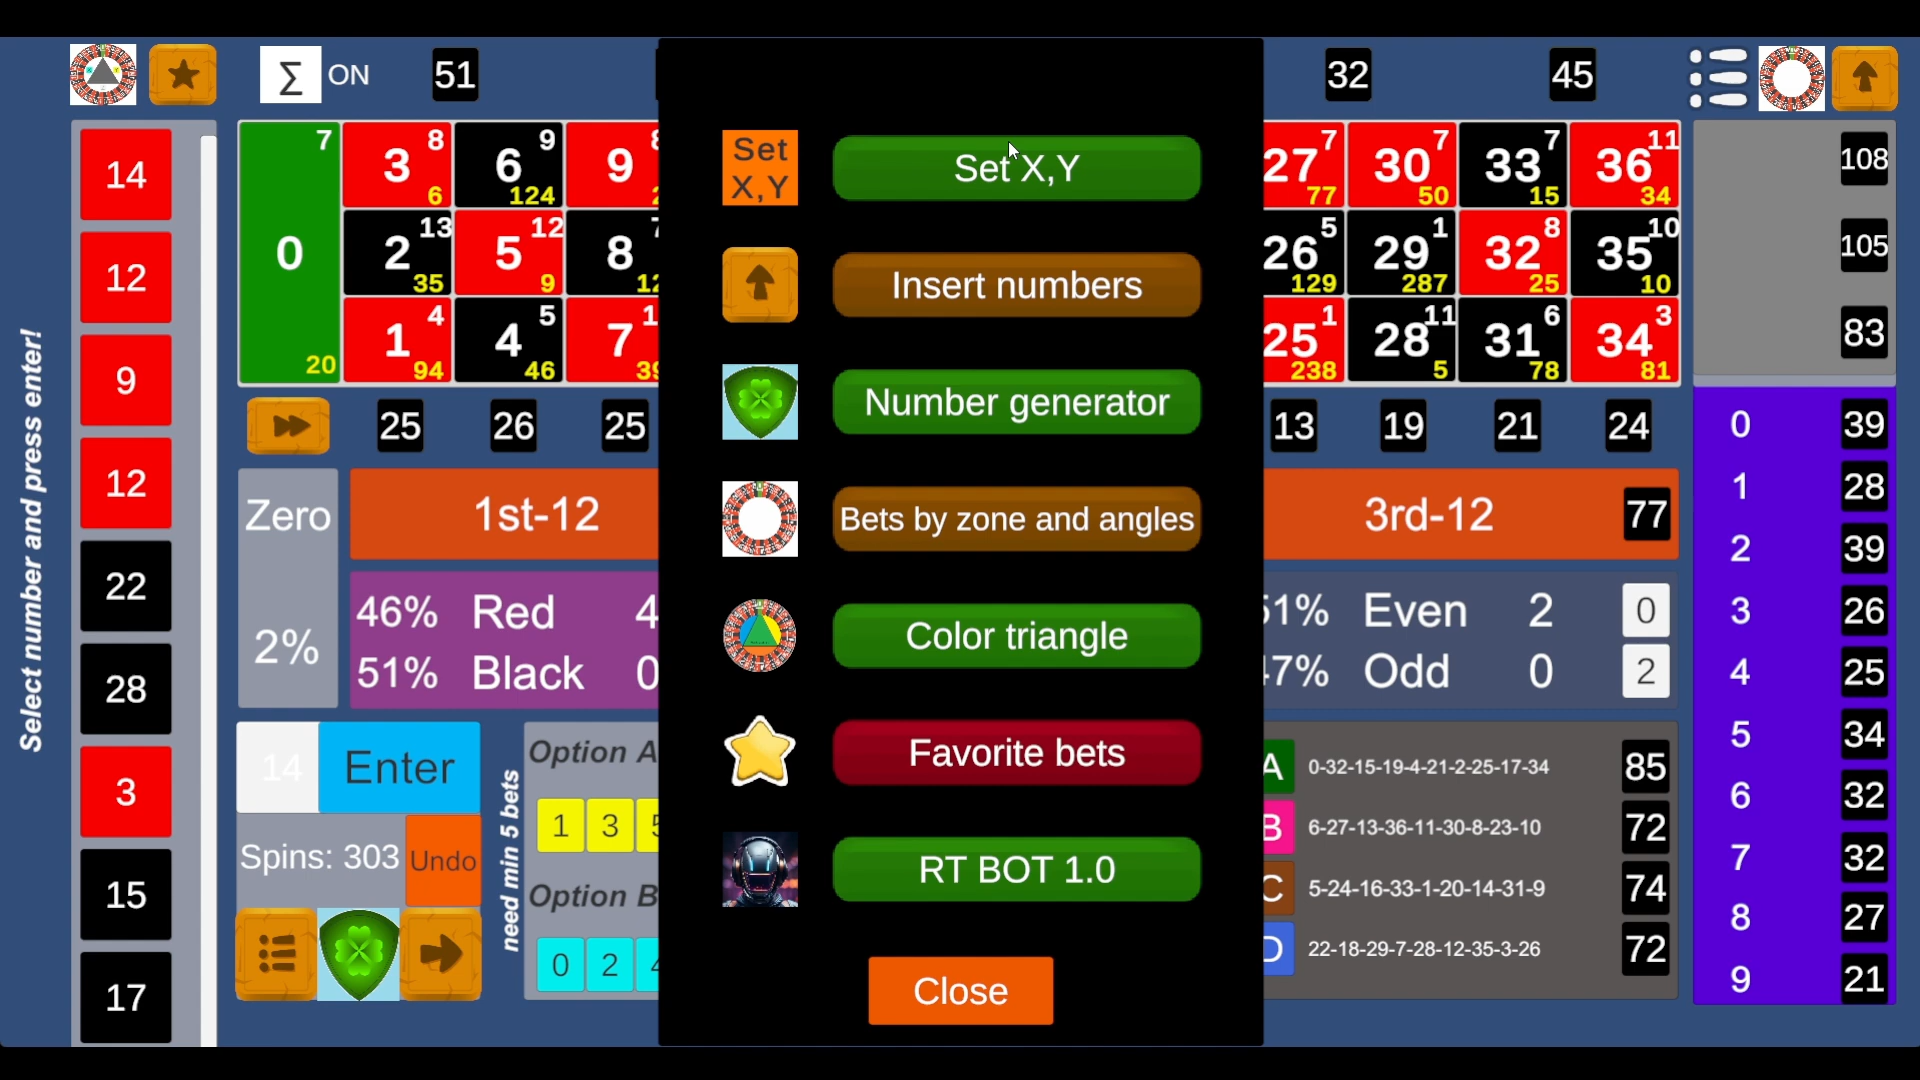 Select number and press enter!
14
12
9
12
22
28
3
15
17
∑ ON 51
32 45
7
0
20
3 8 6
6 9 124
9
2 13 35
5 12 9
8
1 4 94
4 5 46
7
27 7 77
30 7 50
33 7 15
36 11 34
26 5 129
29 1 287
32 8 25
35 10 10
25 1 238
28 11 5
31 6 78
34 3 81
25 26 25
13 19 21 24
Zero
2%
1st-12
3rd-12 77
46% Red 4
51% Black 0
51% Even 2 0
47% Odd 0 2
14 Enter
Spins: 303 Undo
need min 5 bets
Option A
1 3 5
Option B
0 2 4
Set X,Y
Set X,Y
Insert numbers
Number generator
Bets by zone and angles
Color triangle
Favorite bets
RT BOT 1.0
Close
A 0-32-15-19-4-21-2-25-17-34 85
B 6-27-13-36-11-30-8-23-10 72
C 5-24-16-33-1-20-14-31-9 74
D 22-18-29-7-28-12-35-3-26 72
108
105
83
0 39
1 28
2 39
3 26
4 25
5 34
6 32
7 32
8 27
9 21